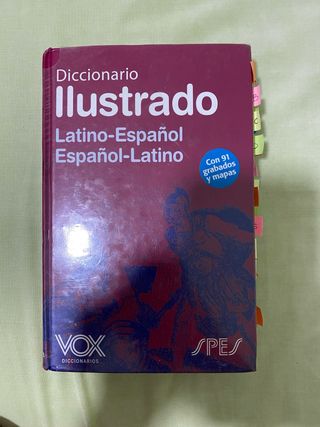 Diccionario
Ilustrado
Latino-Español
Español-Latino
Con 91
grabados
y mapas
VOX
DICCIONARIOS
SPES